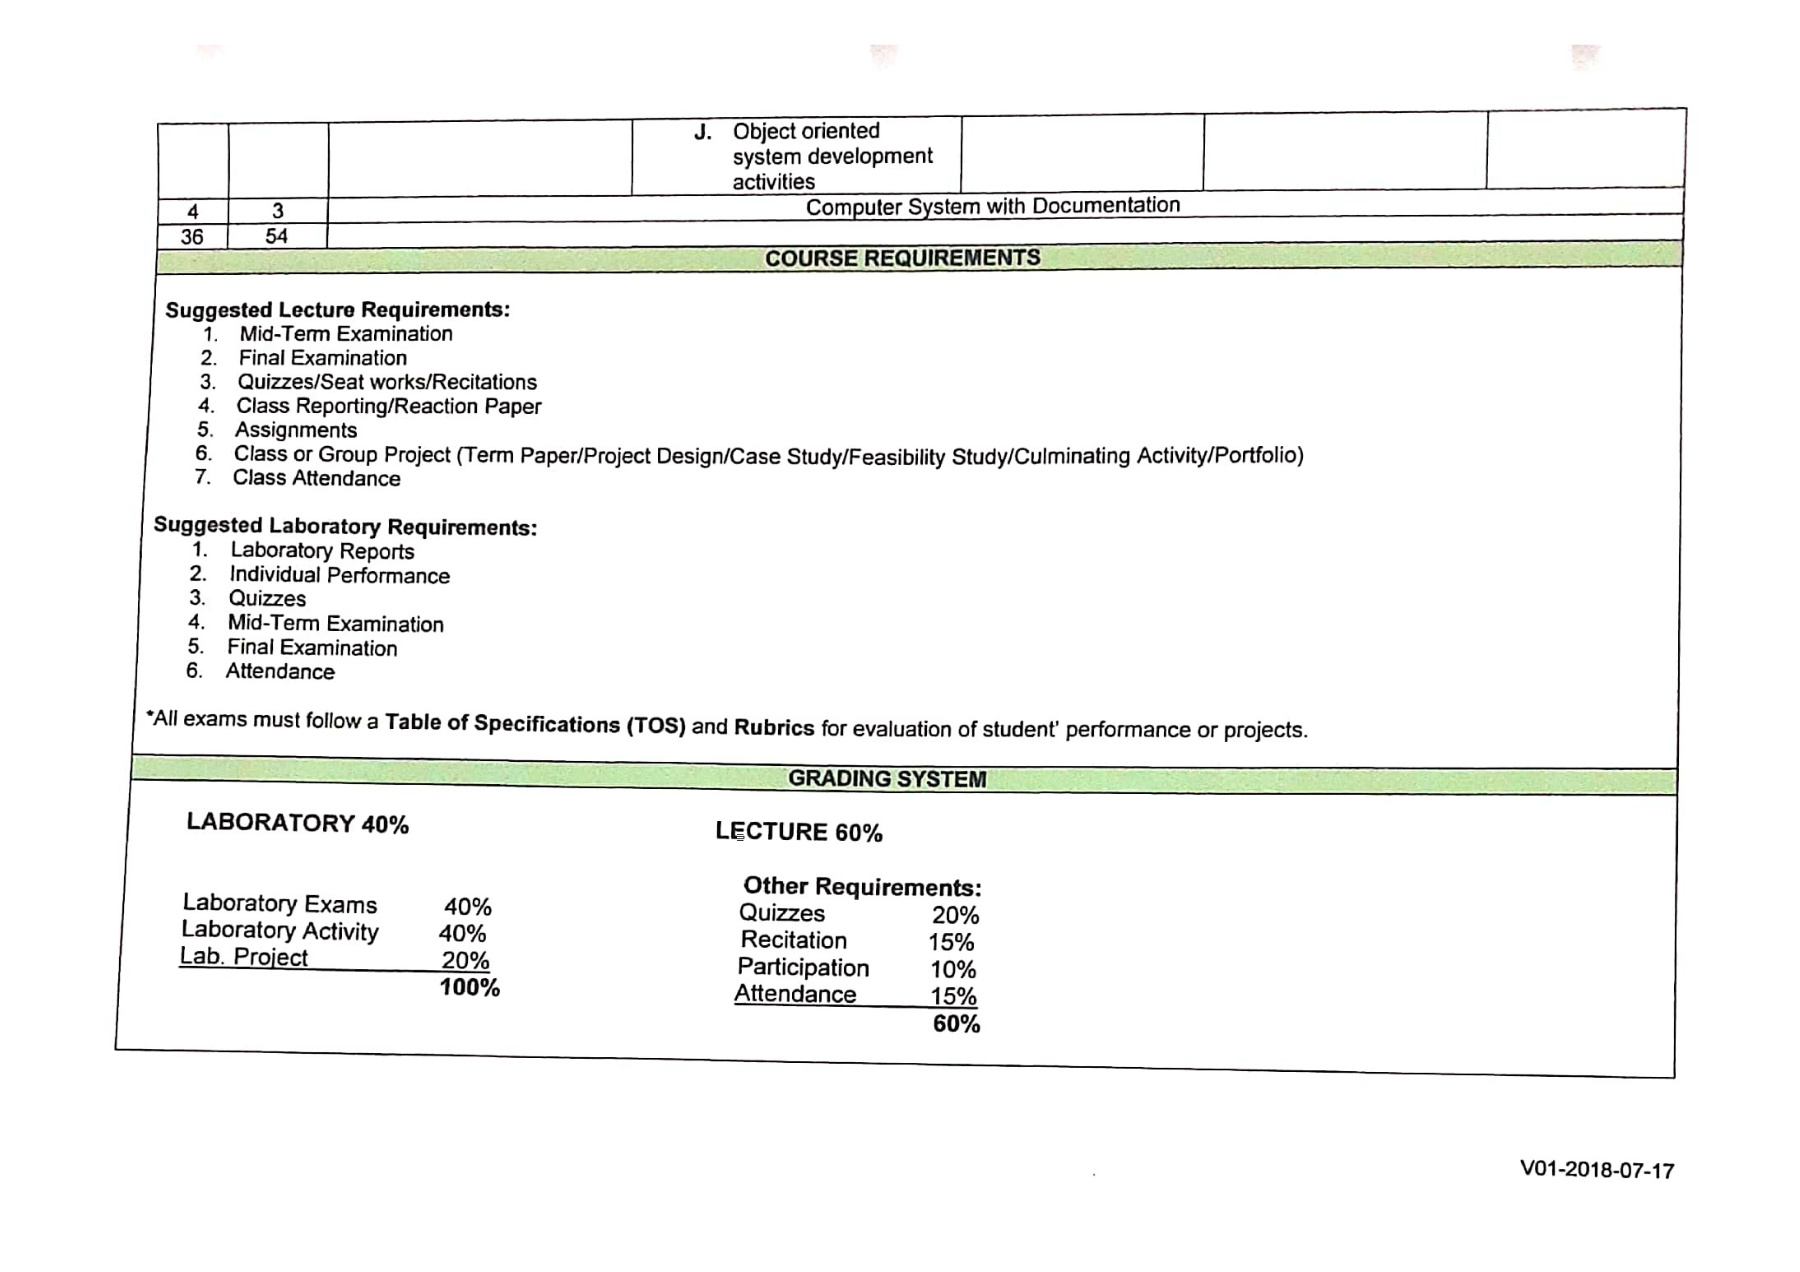 J. Object oriented
system development
activities
4 3 Computer System with Documentation
36 54
COURSE REQUIREMENTS
Suggested Lecture Requirements:
1. Mid-Term Examination
2. Final Examination
3. Quizzes/Seat works/Recitations
4. Class Reporting/Reaction Paper
5. Assignments
6. Class or Group Project (Term Paper/Project Design/Case Study/Feasibility Study/Culminating Activity/Portfolio)
7. Class Attendance
Suggested Laboratory Requirements:
1. Laboratory Reports
2. Individual Performance
3. Quizzes
4. Mid-Term Examination
5. Final Examination
6. Attendance
*All exams must follow a Table of Specifications (TOS) and Rubrics for evaluation of student' performance or projects.
GRADING SYSTEM
LABORATORY 40%
Laboratory Exams 40%
Laboratory Activity 40%
Lab. Project 20%
100%
LECTURE 60%
Other Requirements:
Quizzes 20%
Recitation 15%
Participation 10%
Attendance 15%
60%
V01-2018-07-17